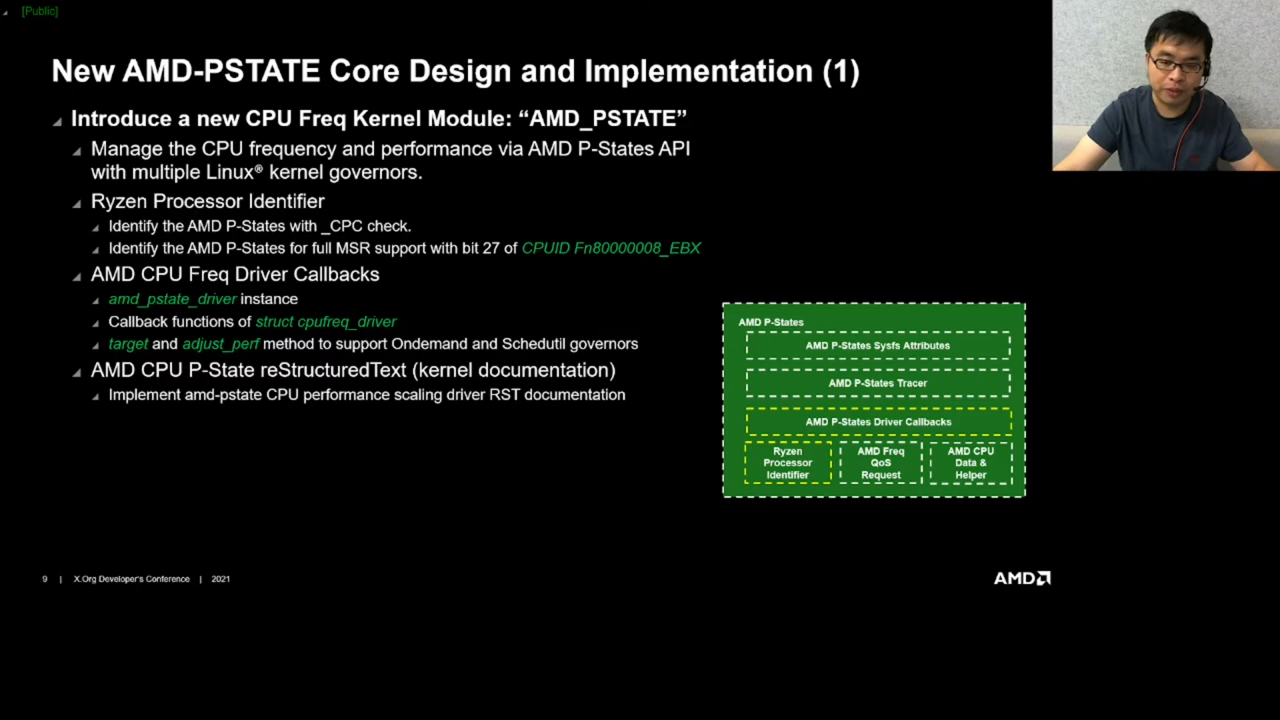 [Public]
New AMD-PSTATE Core Design and Implementation (1)
Introduce a new CPU Freq Kernel Module: “AMD_PSTATE”
Manage the CPU frequency and performance via AMD P-States API
with multiple Linux® kernel governors.
Ryzen Processor Identifier
Identify the AMD P-States with _CPC check.
Identify the AMD P-States for full MSR support with bit 27 of CPUID Fn80000008_EBX
AMD CPU Freq Driver Callbacks
amd_pstate_driver instance
Callback functions of struct cpufreq_driver
target and adjust_perf method to support Ondemand and Schedutil governors
AMD CPU P-State reStructuredText (kernel documentation)
Implement amd-pstate CPU performance scaling driver RST documentation
AMD P-States
AMD P-States Sysfs Attributes
AMD P-States Tracer
AMD P-States Driver Callbacks
Ryzen
Processor
Identifier
AMD Freq
QoS
Request
AMD CPU
Data &
Helper
9 | X.Org Developer's Conference | 2021
AMD